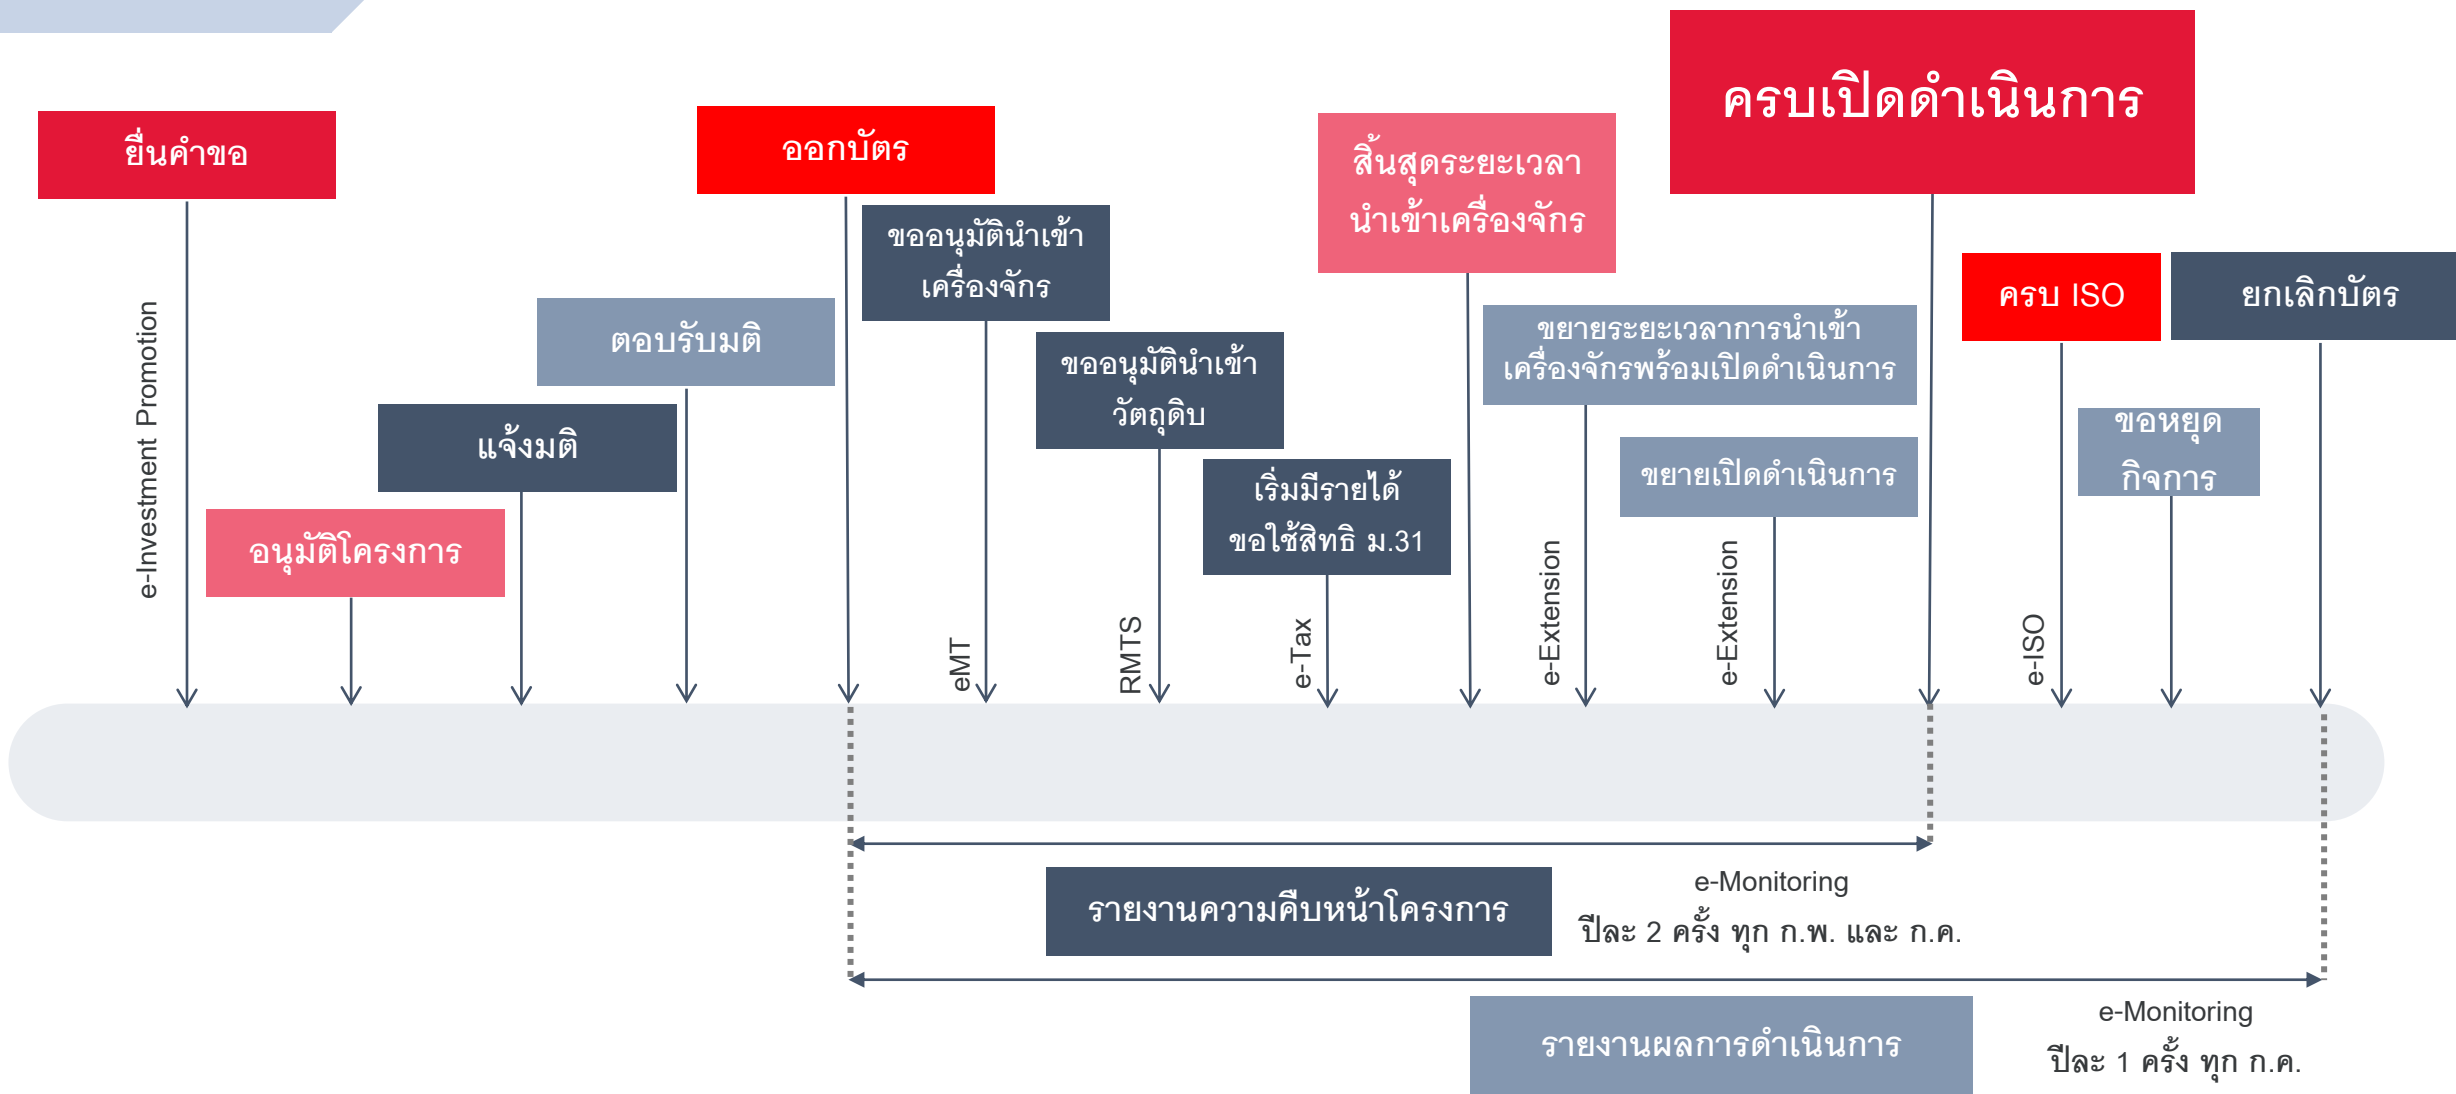 ครบเปิดดำเนินการ
ยื่นคำขอ
ออกบัตร
สิ้นสุดระยะเวลา
นำเข้าเครื่องจักร
ขออนุมัตินำเข้า
เครื่องจักร
ครบ ISO
ยกเลิกบัตร
ตอบรับมติ
ขออนุมัตินำเข้า
วัตถุดิบ
ขยายระยะเวลาการนำเข้า
เครื่องจักรพร้อมเปิดดำเนินการ
แจ้งมติ
ขอหยุด
กิจการ
ขยายเปิดดำเนินการ
เริ่มมีรายได้
ขอใช้สิทธิ ม.31
อนุมัติโครงการ
e-Investment Promotion
eMT
RMTS
e-Tax
e-Extension
e-Extension
e-ISO
รายงานความคืบหน้าโครงการ
e-Monitoring
ปีละ 2 ครั้ง ทุก ก.พ. และ ก.ค.
รายงานผลการดำเนินการ
e-Monitoring
ปีละ 1 ครั้ง ทุก ก.ค.